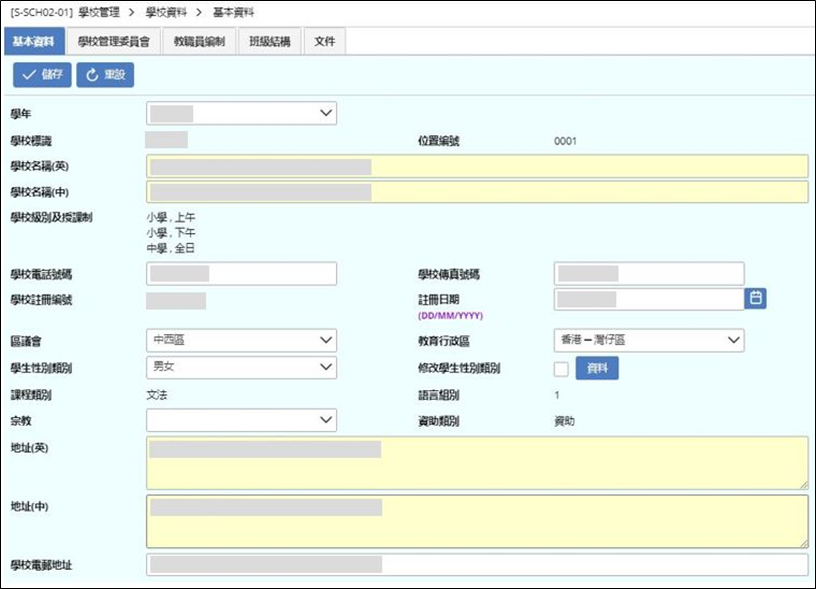 [S-SCH02-01] 學校管理 > 學校資料 > 基本資料
基本資料 學校管理委員會 教職員編制 班級結構 文件
儲存 重設
學年
學校標識 位置編號 0001
學校名稱(英)
學校名稱(中)
學校級別及授課制 小學 , 上午
小學 , 下午
中學 , 全日
學校電話號碼 學校傳真號碼
學校註冊編號 註冊日期
(DD/MM/YYYY)
區議會 中西區 教育行政區 香港 – 灣仔區
學生性別類別 男女 修改學生性別類別 資料
課程類別 文法 語言組別 1
宗教 資助類別 資助
地址(英)
地址(中)
學校電郵地址